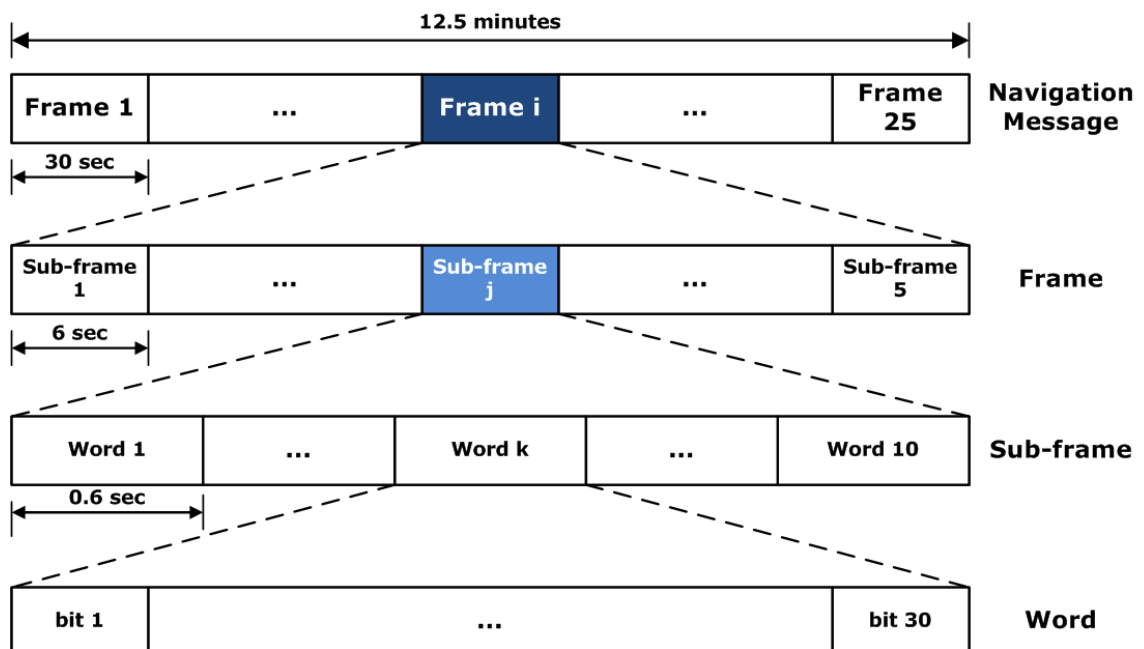 12.5 minutes
Frame 1
...
Frame i
...
Frame
25
Navigation
Message
30 sec
Sub-frame
1
...
Sub-frame
j
...
Sub-frame
5
Frame
6 sec
Word 1
...
Word k
...
Word 10
Sub-frame
0.6 sec
bit 1
...
bit 30
Word